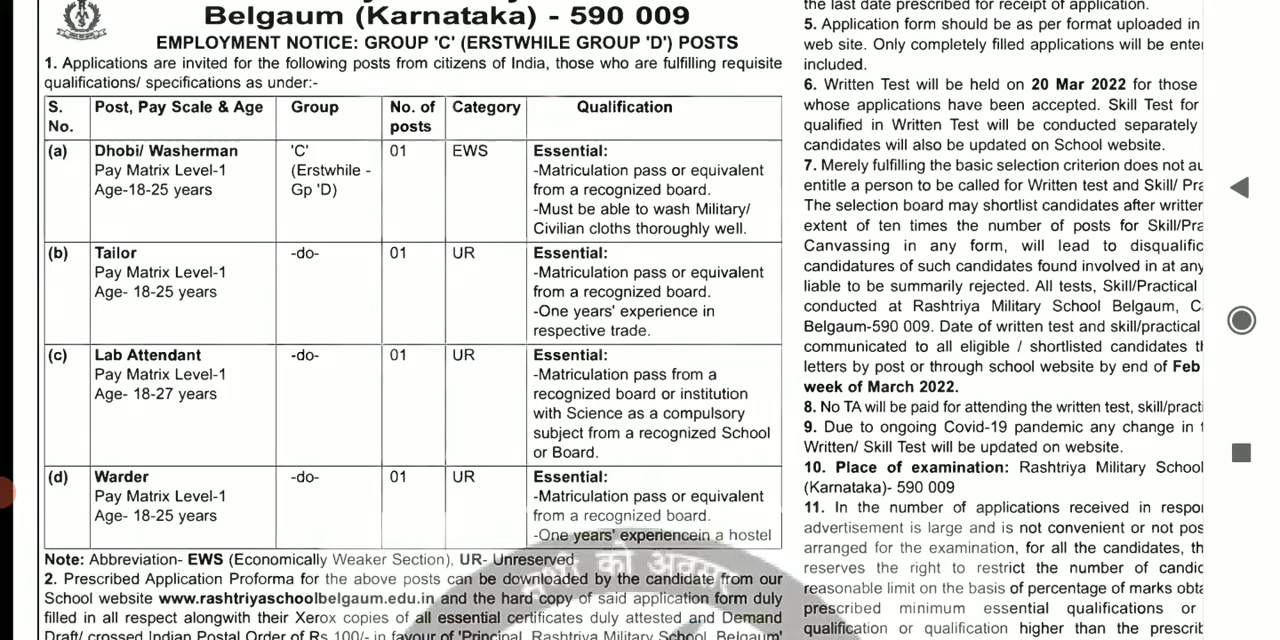 Belgaum (Karnataka) - 590 009
EMPLOYMENT NOTICE: GROUP 'C' (ERSTWHILE GROUP 'D') POSTS
1. Applications are invited for the following posts from citizens of India, those who are fulfilling requisite
qualifications/ specifications as under:-
S. No. Post, Pay Scale & Age Group No. of posts Category Qualification
(a) Dhobi/ Washerman 'C' 01 EWS Essential:
Pay Matrix Level-1 (Erstwhile - -Matriculation pass or equivalent
Age-18-25 years Gp 'D) from a recognized board.
-Must be able to wash Military/
Civilian cloths thoroughly well.
(b) Tailor -do- 01 UR Essential:
Pay Matrix Level-1 -Matriculation pass or equivalent
Age- 18-25 years from a recognized board.
-One years' experience in
respective trade.
(c) Lab Attendant -do- 01 UR Essential:
Pay Matrix Level-1 -Matriculation pass from a
Age- 18-27 years recognized board or institution
with Science as a compulsory
subject from a recognized School
or Board.
(d) Warder -do- 01 UR Essential:
Pay Matrix Level-1 -Matriculation pass or equivalent
Age- 18-25 years from a recognized board.
-One years' experiencein a hostel
Note: Abbreviation- EWS (Economically Weaker Section), UR- Unreserved
2. Prescribed Application Proforma for the above posts can be downloaded by the candidate from our
School website www.rashtriyaschoolbelgaum.edu.in and the hard copy of said application form duly
filled in all respect alongwith their Xerox copies of all essential certificates duly attested and Demand
Draft/ crossed Indian Postal Order of Rs 100/- in favour of 'Principal, Rashtriya Military School, Belgaum'
the last date prescribed for receipt of application.
5. Application form should be as per format uploaded in
web site. Only completely filled applications will be
included.
6. Written Test will be held on 20 Mar 2022 for those
whose applications have been accepted. Skill Test for
qualified in Written Test will be conducted separately
candidates will also be updated on School website.
7. Merely fulfilling the basic selection criterion does not
entitle a person to be called for Written test and Skill/
The selection board may shortlist candidates after written
extent of ten times the number of posts for
Canvassing in any form, will lead to
candidatures of such candidates found involved in at any
liable to be summarily rejected. All tests, Skill/Practical
conducted at Rashtriya Military School Belgaum,
Belgaum-590 009. Date of written test and skill/practical
communicated to all eligible / shortlisted candidates
letters by post or through school website by end of Feb
week of March 2022.
8. No TA will be paid for attending the written test,
9. Due to ongoing Covid-19 pandemic any change in
Written/ Skill Test will be updated on website.
10. Place of examination: Rashtriya Military School
(Karnataka)- 590 009
11. In the number of applications received in
advertisement is large and is not convenient or not
arranged for the examination, for all the candidates,
reserves the right to restrict the number of
reasonable limit on the basis of percentage of marks
prescribed minimum essential qualifications or
qualification or qualification higher than the
की अवसर